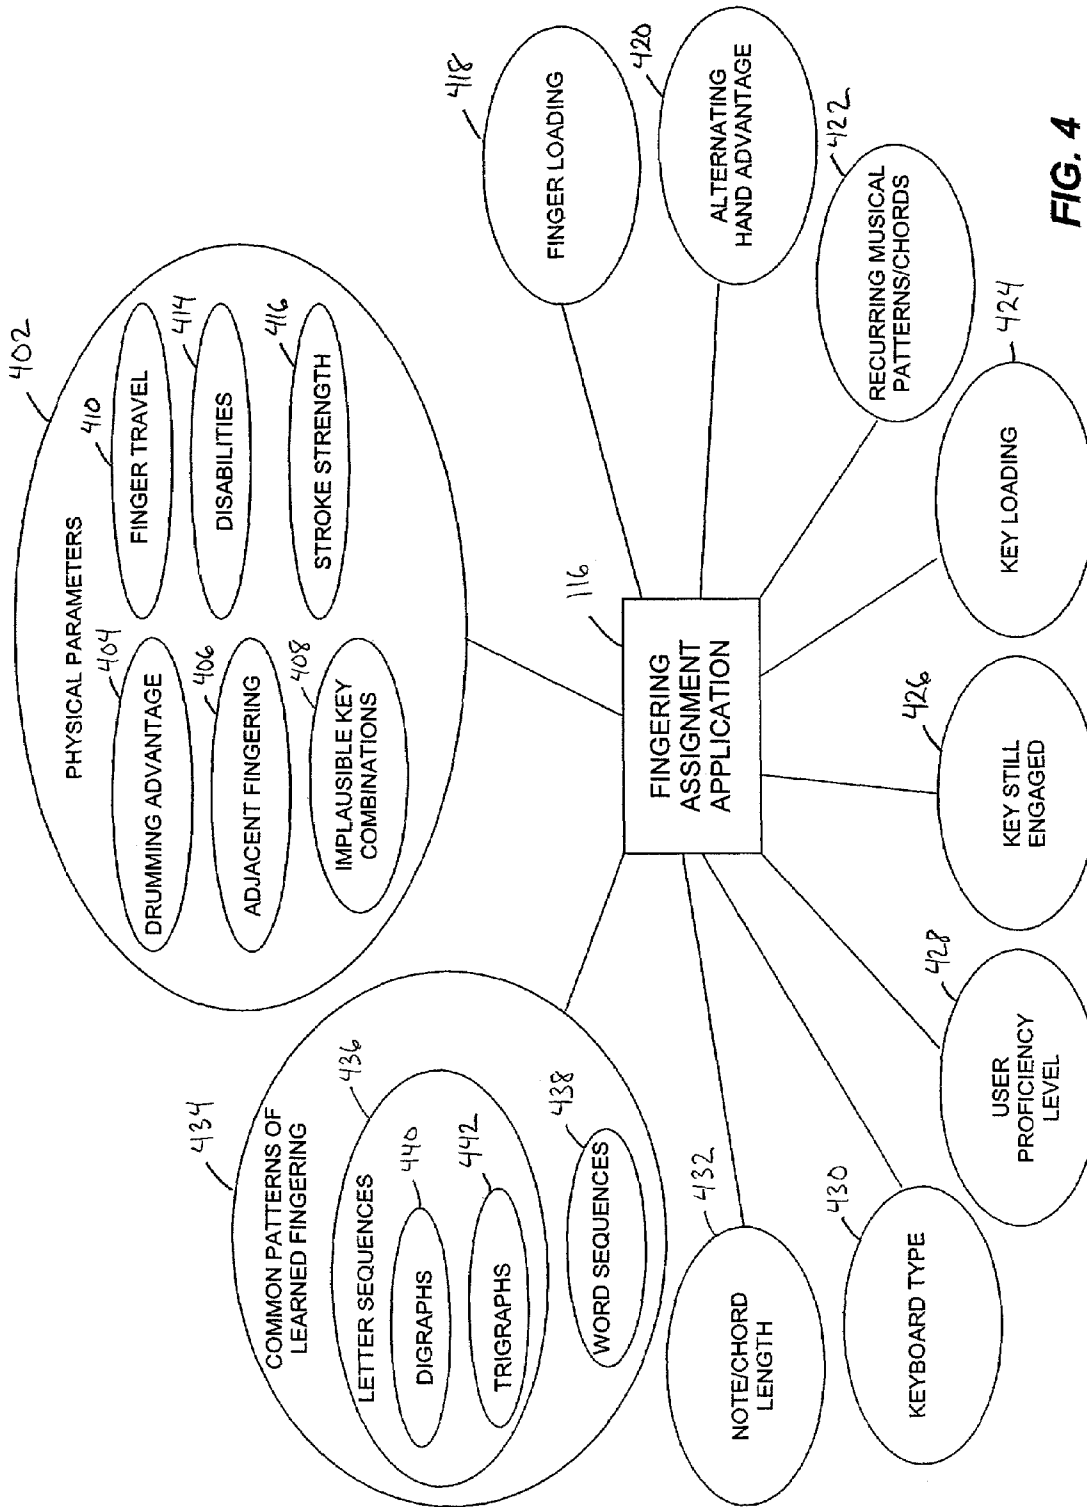 402
PHYSICAL PARAMETERS
404
DRUMMING ADVANTAGE
410
FINGER TRAVEL
406
ADJACENT FINGERING
414
DISABILITIES
408
IMPLAUSIBLE KEY
COMBINATIONS
416
STROKE STRENGTH
434
COMMON PATTERNS OF
LEARNED FINGERING
436
LETTER SEQUENCES
440
DIGRAPHS
442
TRIGRAPHS
438
WORD SEQUENCES
418
FINGER LOADING
116
FINGERING
ASSIGNMENT
APPLICATION
420
ALTERNATING
HAND ADVANTAGE
432
NOTE/CHORD
LENGTH
422
RECURRING MUSICAL
PATTERNS/CHORDS
430
KEYBOARD TYPE
428
USER
PROFICIENCY
LEVEL
426
KEY STILL
ENGAGED
424
KEY LOADING
FIG. 4